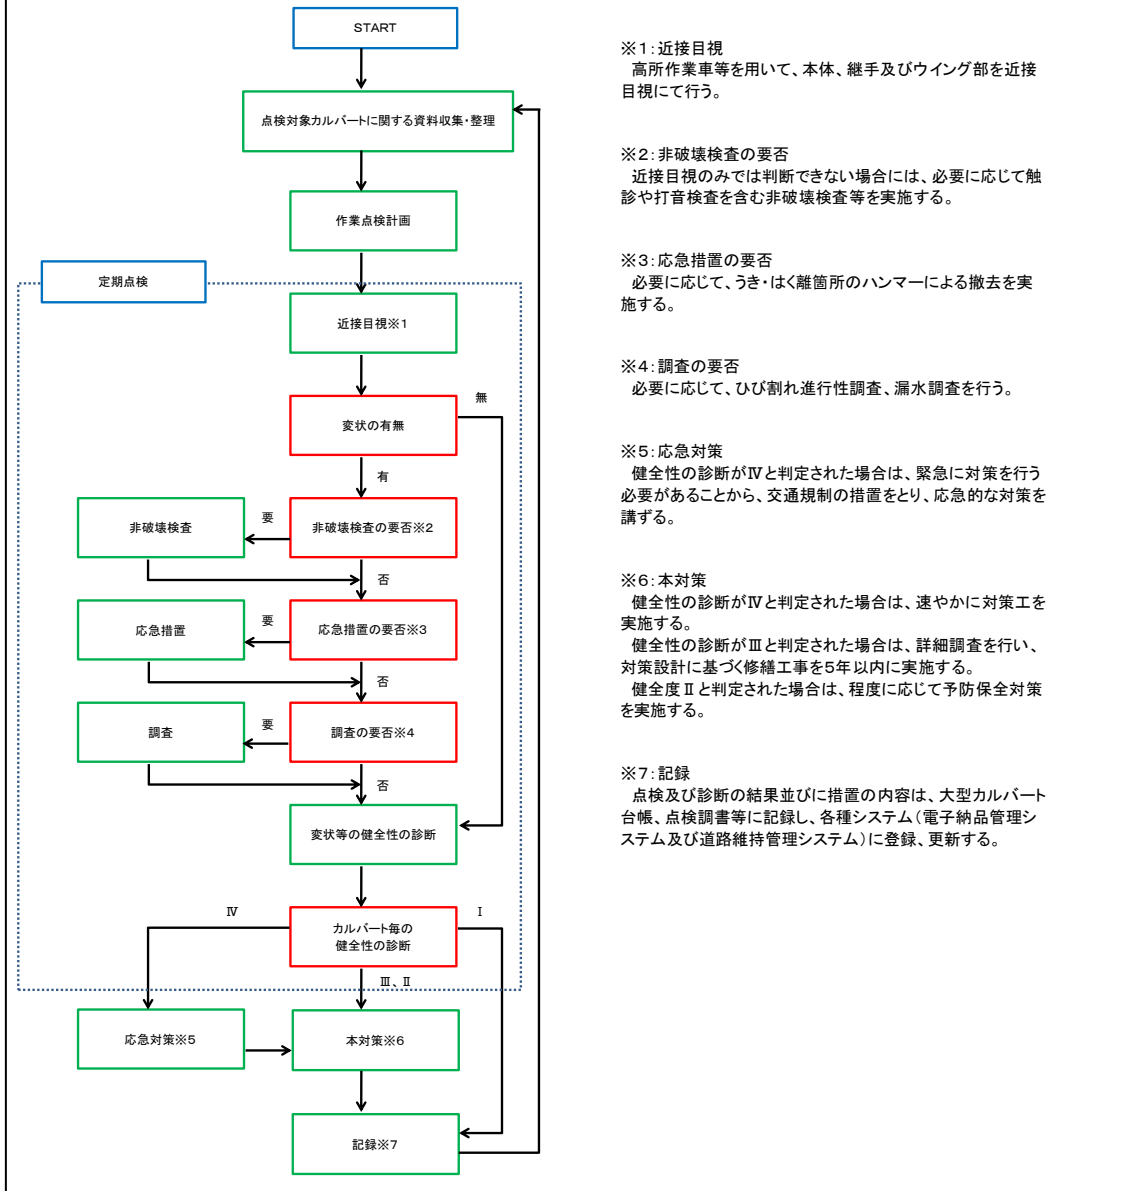 START
点検対象カルバートに関する資料収集・整理
作業点検計画
定期点検
近接目視※1
変状の有無
無
有
非破壊検査
要
非破壊検査の要否※2
否
応急措置
要
応急措置の要否※3
否
調査
要
調査の要否※4
否
変状等の健全性の診断
Ⅳ
カルバート毎の
健全性の診断
Ⅰ
Ⅲ、Ⅱ
応急対策※5
本対策※6
記録※7
※1:近接目視
高所作業車等を用いて、本体、継手及びウイング部を近接
目視にて行う。
※2:非破壊検査の要否
近接目視のみでは判断できない場合には、必要に応じて触
診や打音検査を含む非破壊検査等を実施する。
※3:応急措置の要否
必要に応じて、うき・はく離箇所のハンマーによる撤去を実
施する。
※4:調査の要否
必要に応じて、ひび割れ進行性調査、漏水調査を行う。
※5:応急対策
健全性の診断がⅣと判定された場合は、緊急に対策を行う
必要があることから、交通規制の措置をとり、応急的な対策を
講ずる。
※6:本対策
健全性の診断がⅣと判定された場合は、速やかに対策工を
実施する。
健全性の診断がⅢと判定された場合は、詳細調査を行い、
対策設計に基づく修繕工事を5年以内に実施する。
健全度Ⅱと判定された場合は、程度に応じて予防保全対策
を実施する。
※7:記録
点検及び診断の結果並びに措置の内容は、大型カルバート
台帳、点検調書等に記録し、各種システム(電子納品管理シ
ステム及び道路維持管理システム)に登録、更新する。